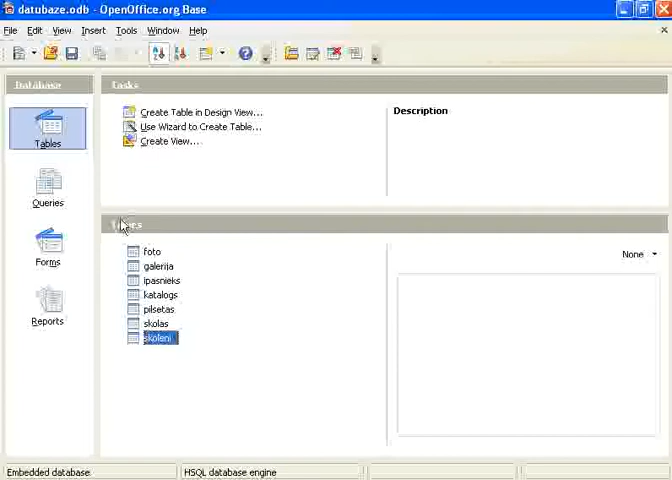 datubaze.odb - OpenOffice.org Base
File Edit View Insert Tools Window Help
Database
Tasks
Tables
Queries
Forms
Reports
Create Table in Design View...
Use Wizard to Create Table...
Create View...
Description
Tables
foto
galerija
ipasnieks
katalogs
pilsetas
skolas
skoleni
None
Embedded database
HSQL database engine